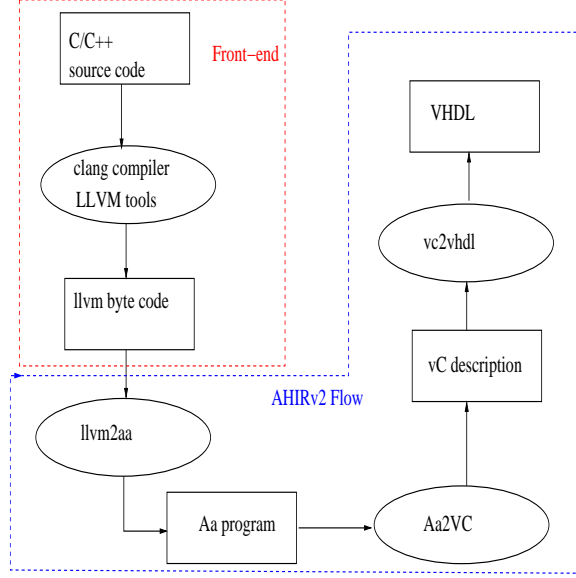 C/C++
source code
Front-end
clang compiler
LLVM tools
llvm byte code
AHIRv2 Flow
llvm2aa
Aa program
Aa2VC
vC description
vc2vhdl
VHDL